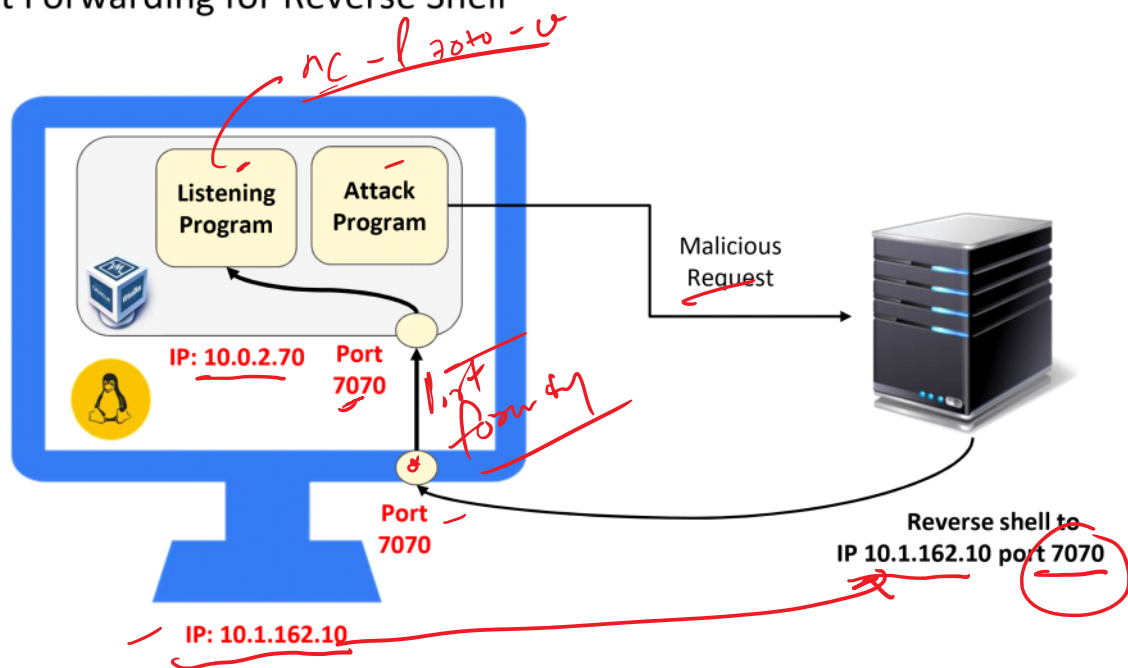 t Forwarding for Reverse Shell
nc -l 7070 -v
Listening
Program
Attack
Program
Malicious
Request
IP: 10.0.2.70
Port
7070
Port
7070
Reverse shell to
IP 10.1.162.10 port 7070
IP: 10.1.162.10